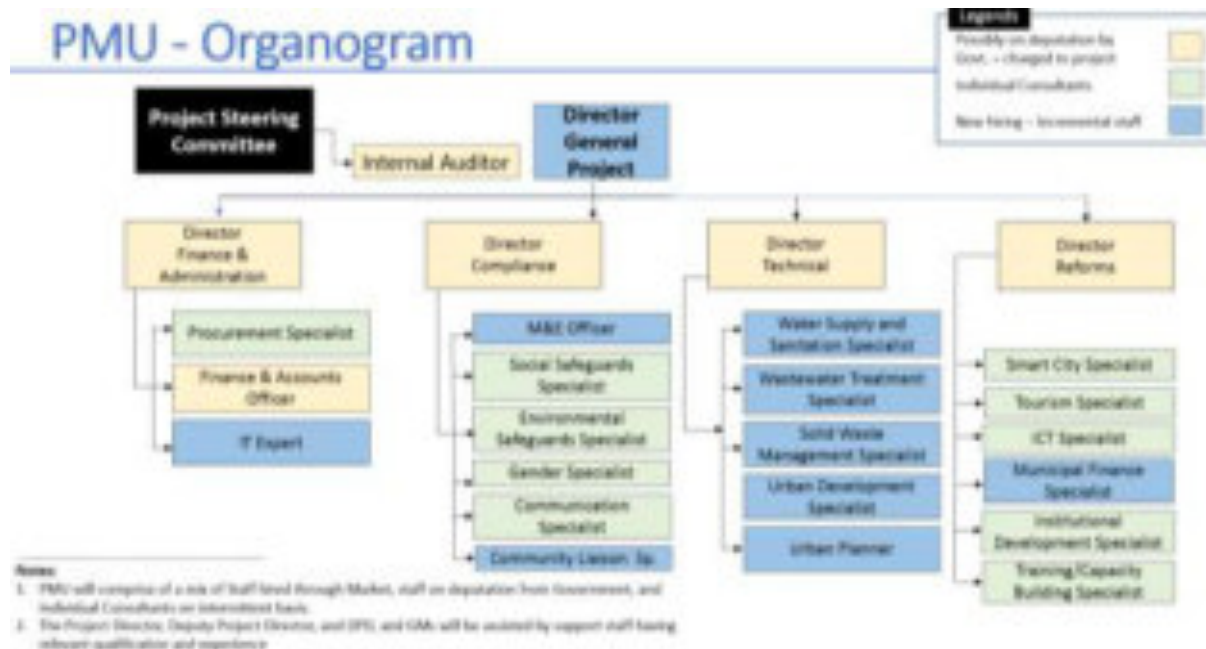 PMU - Organogram
Legends
Possibly on deputation by
Govt. – charged to project
Individual Consultants
New hiring – Incremental staff
Project Steering
Committee
Internal Auditor
Director
General
Project
Director
Finance &
Administration
Procurement Specialist
Finance & Accounts
Officer
IT Expert
Director
Compliance
M&E Officer
Social Safeguards
Specialist
Environmental
Safeguards Specialist
Gender Specialist
Communication
Specialist
Community Liaison Sp.
Director
Technical
Water Supply and
Sanitation Specialist
Wastewater Treatment
Specialist
Solid Waste
Management Specialist
Urban Development
Specialist
Urban Planner
Director
Reforms
Smart City Specialist
Tourism Specialist
ICT Specialist
Municipal Finance
Specialist
Institutional
Development Specialist
Training/Capacity
Building Specialist
Notes:
1. PMU will comprise of a mix of Staff hired through Market, staff on deputation from Government, and
Individual Consultants on intermittent basis.
2. The Project Director, Deputy Project Director, and GMs will be assisted by support staff having
relevant qualification and experience